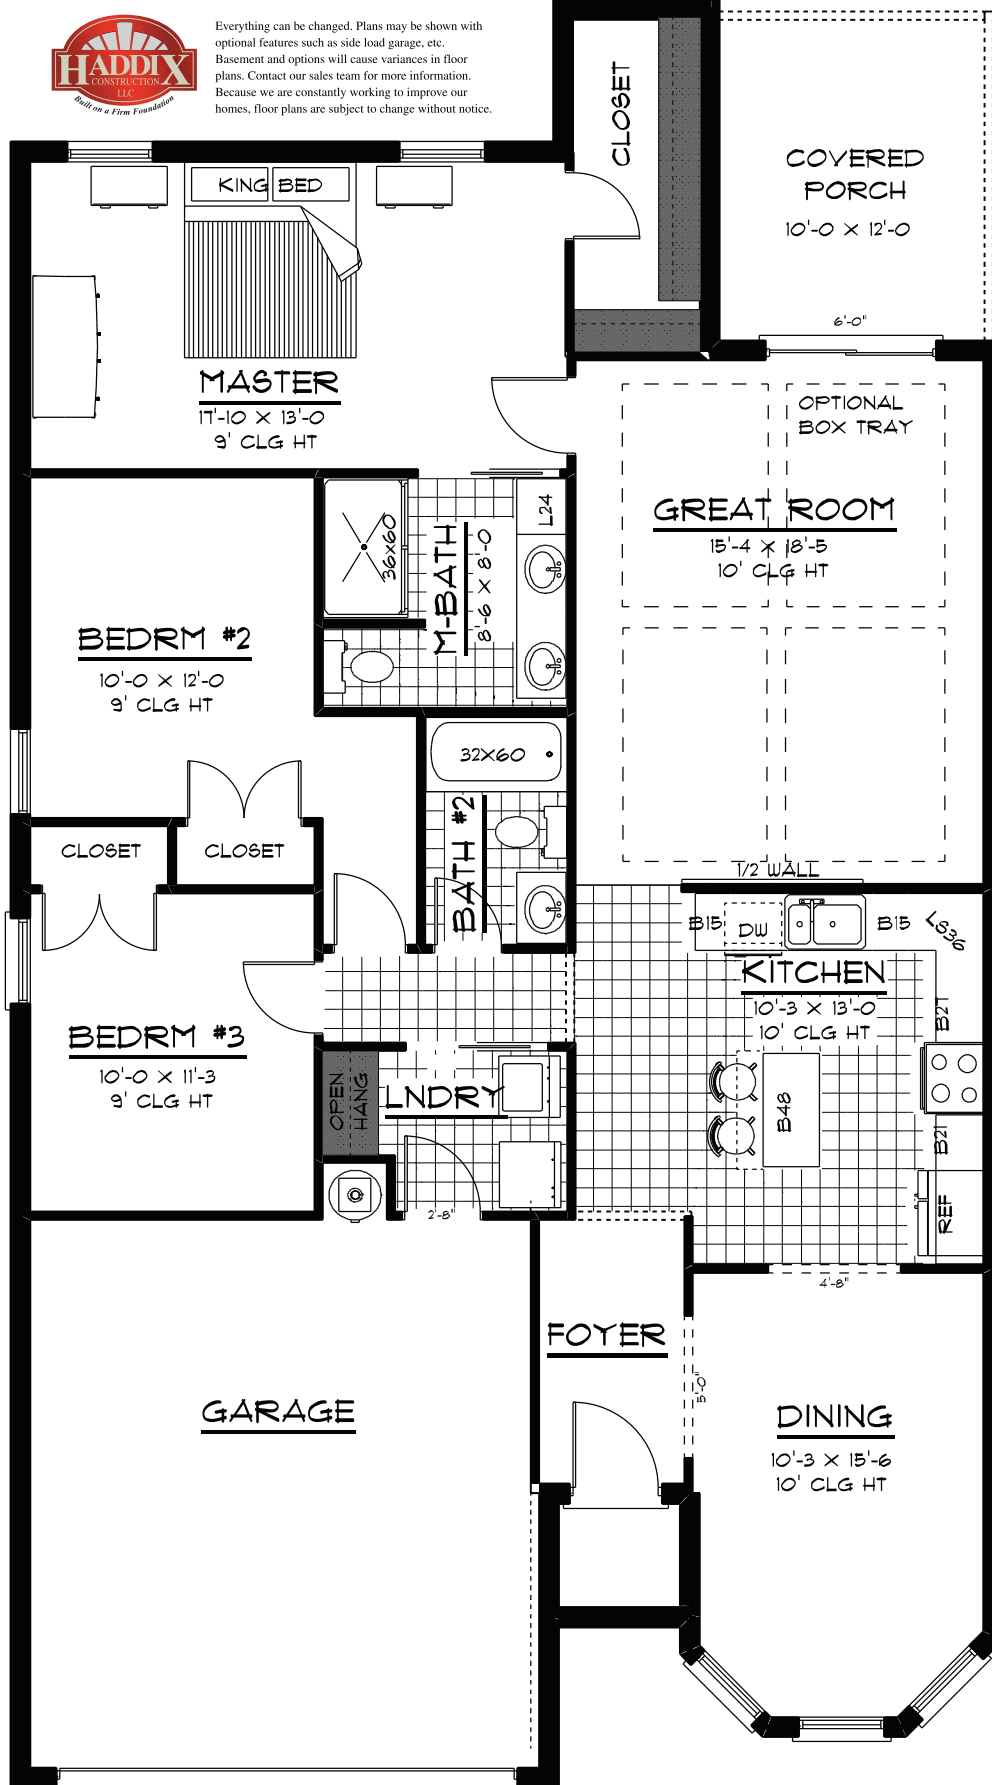 HADDIX
CONSTRUCTION
LLC
Built on a Firm Foundation
Everything can be changed. Plans may be shown with
optional features such as side load garage, etc.
Basement and options will cause variances in floor
plans. Contact our sales team for more information.
Because we are constantly working to improve our
homes, floor plans are subject to change without notice.
CLOSET
COVERED
PORCH
10'-0 X 12'-0
6'-0"
KING BED
MASTER
17'-10 X 13'-0
9' CLG HT
OPTIONAL
BOX TRAY
GREAT ROOM
15'-4 X 18'-5
10' CLG HT
36x60
M-BATH
8'-6 X 8'-0
L24
BEDRM #2
10'-0 X 12'-0
9' CLG HT
32X60
BATH #2
CLOSET
CLOSET
1/2 WALL
B15
DW
B15
LS36
KITCHEN
10'-3 X 13'-0
10' CLG HT
B27
B48
B21
REF
BEDRM #3
10'-0 X 11'-3
9' CLG HT
OPEN
HANG
LNDRY
2'-8"
4'-8"
FOYER
5'-0"
GARAGE
DINING
10'-3 X 15'-6
10' CLG HT